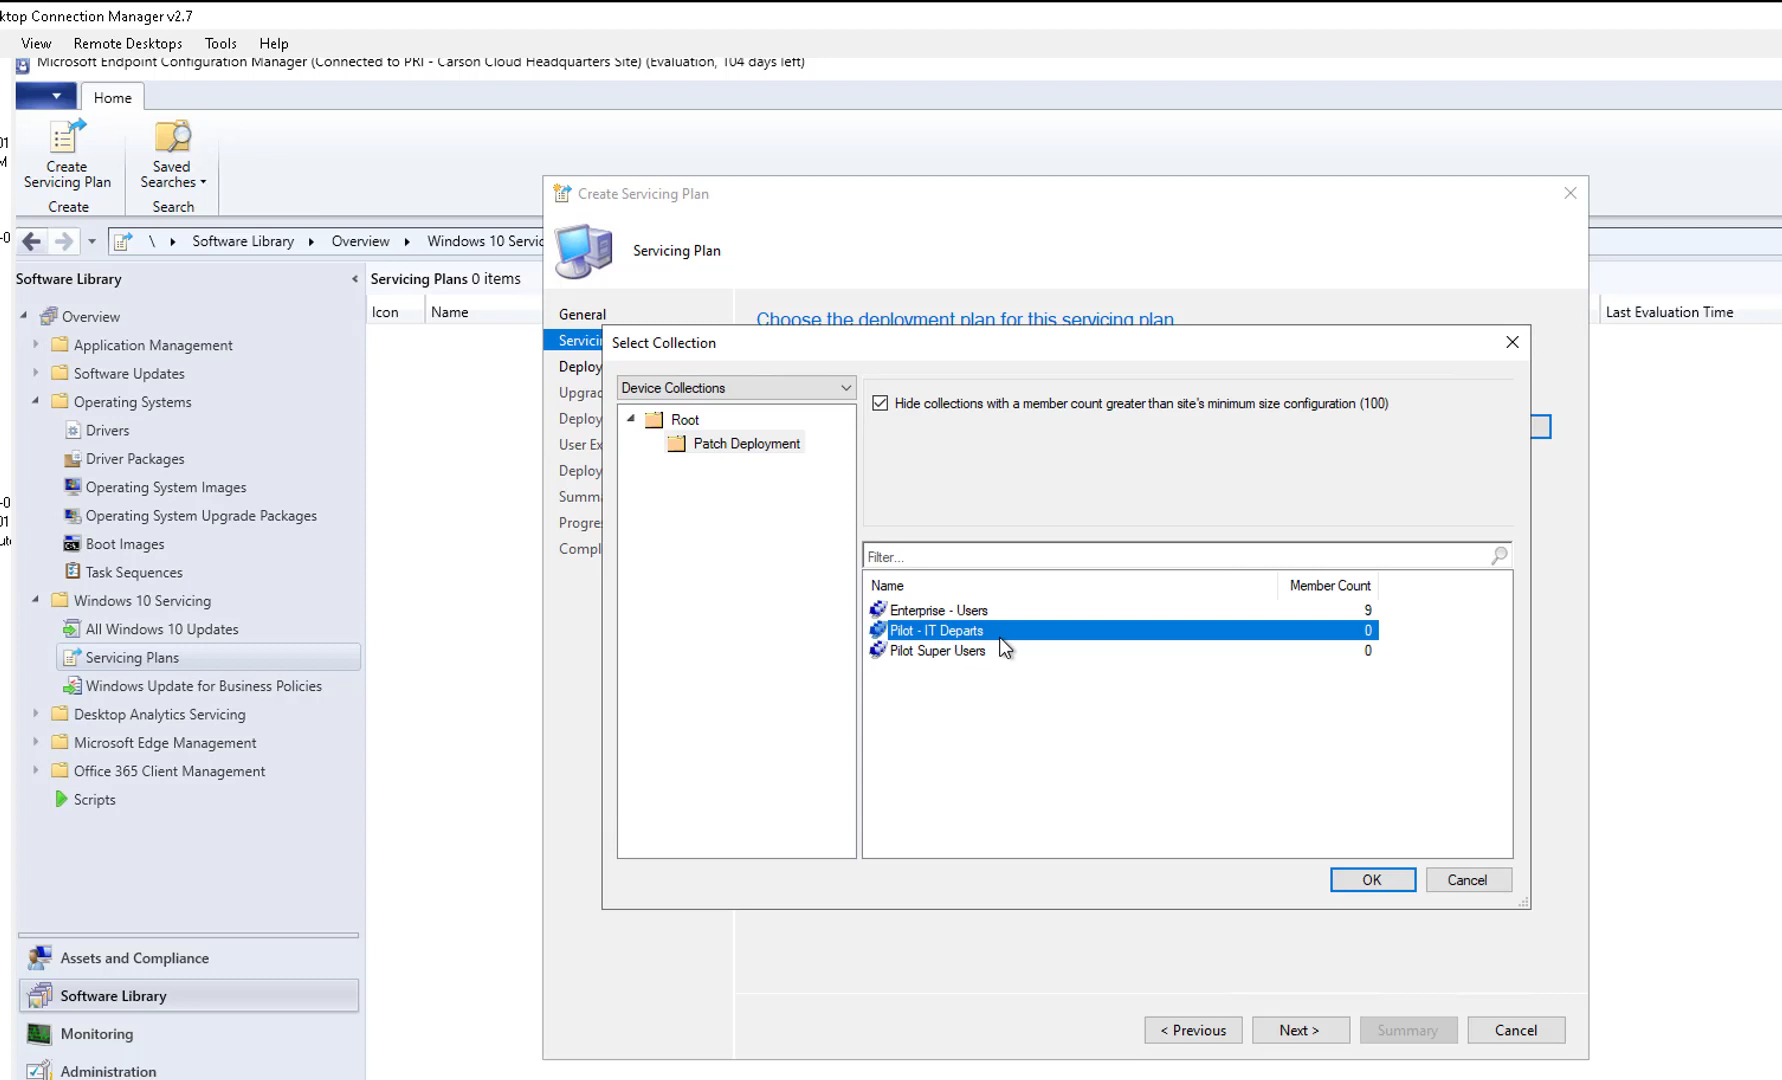 ktop Connection Manager v2.7
View Remote Desktops Tools Help
Microsoft Endpoint Configuration Manager (Connected to PRI - Carson Cloud Headquarters Site) (Evaluation, 104 days left)
Home
Create Servicing Plan
Saved Searches
Create
Search
\ Software Library Overview Windows 10 Servic
Software Library
Overview
Application Management
Software Updates
Operating Systems
Drivers
Driver Packages
Operating System Images
Operating System Upgrade Packages
Boot Images
Task Sequences
Windows 10 Servicing
All Windows 10 Updates
Servicing Plans
Windows Update for Business Policies
Desktop Analytics Servicing
Microsoft Edge Management
Office 365 Client Management
Scripts
Assets and Compliance
Software Library
Monitoring
Administration
Servicing Plans 0 items
Icon Name
Last Evaluation Time
Create Servicing Plan
Servicing Plan
General
Servicin
Deploy
Upgrad
Deploy
User Ex
Deploy
Summa
Progre
Compl
Choose the deployment plan for this servicing plan
Select Collection
Device Collections
Root
Patch Deployment
Hide collections with a member count greater than site's minimum size configuration (100)
Filter...
Name Member Count
Enterprise - Users 9
Pilot - IT Departs 0
Pilot Super Users 0
OK Cancel
< Previous Next > Summary Cancel